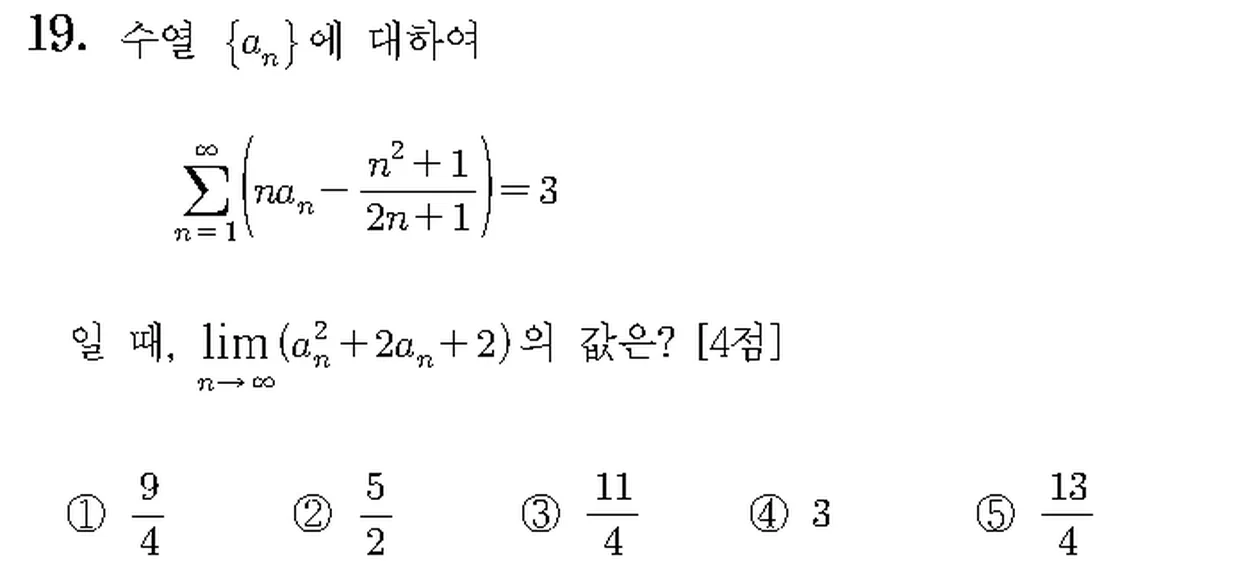 19. 수열 {aₙ}에 대하여
∑_{n=1}^{∞} (naₙ − (n²+1)/(2n+1)) = 3
일 때, lim_{n→∞} (aₙ² + 2aₙ + 2)의 값은? [4점]
① 9/4 ② 5/2 ③ 11/4 ④ 3 ⑤ 13/4